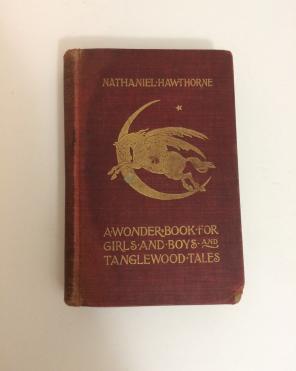 NATHANIEL·HAWTHORNE
A·WONDER·BOOK·FOR
GIRLS·AND·BOYS·AND
TANGLEWOOD·TALES